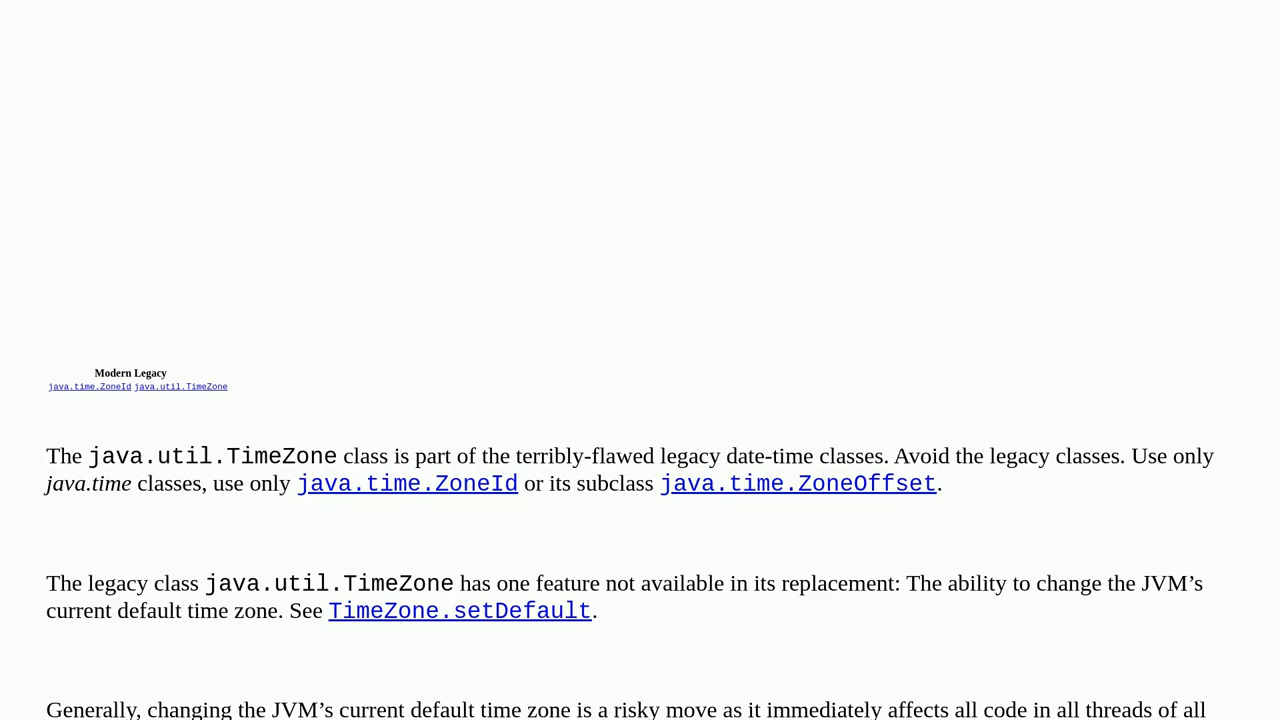 Modern Legacy
java.time.ZoneId java.util.TimeZone
The java.util.TimeZone class is part of the terribly-flawed legacy date-time classes. Avoid the legacy classes. Use only
java.time classes, use only java.time.ZoneId or its subclass java.time.ZoneOffset.
The legacy class java.util.TimeZone has one feature not available in its replacement: The ability to change the JVM’s
current default time zone. See TimeZone.setDefault.
Generally, changing the JVM’s current default time zone is a risky move as it immediately affects all code in all threads of all